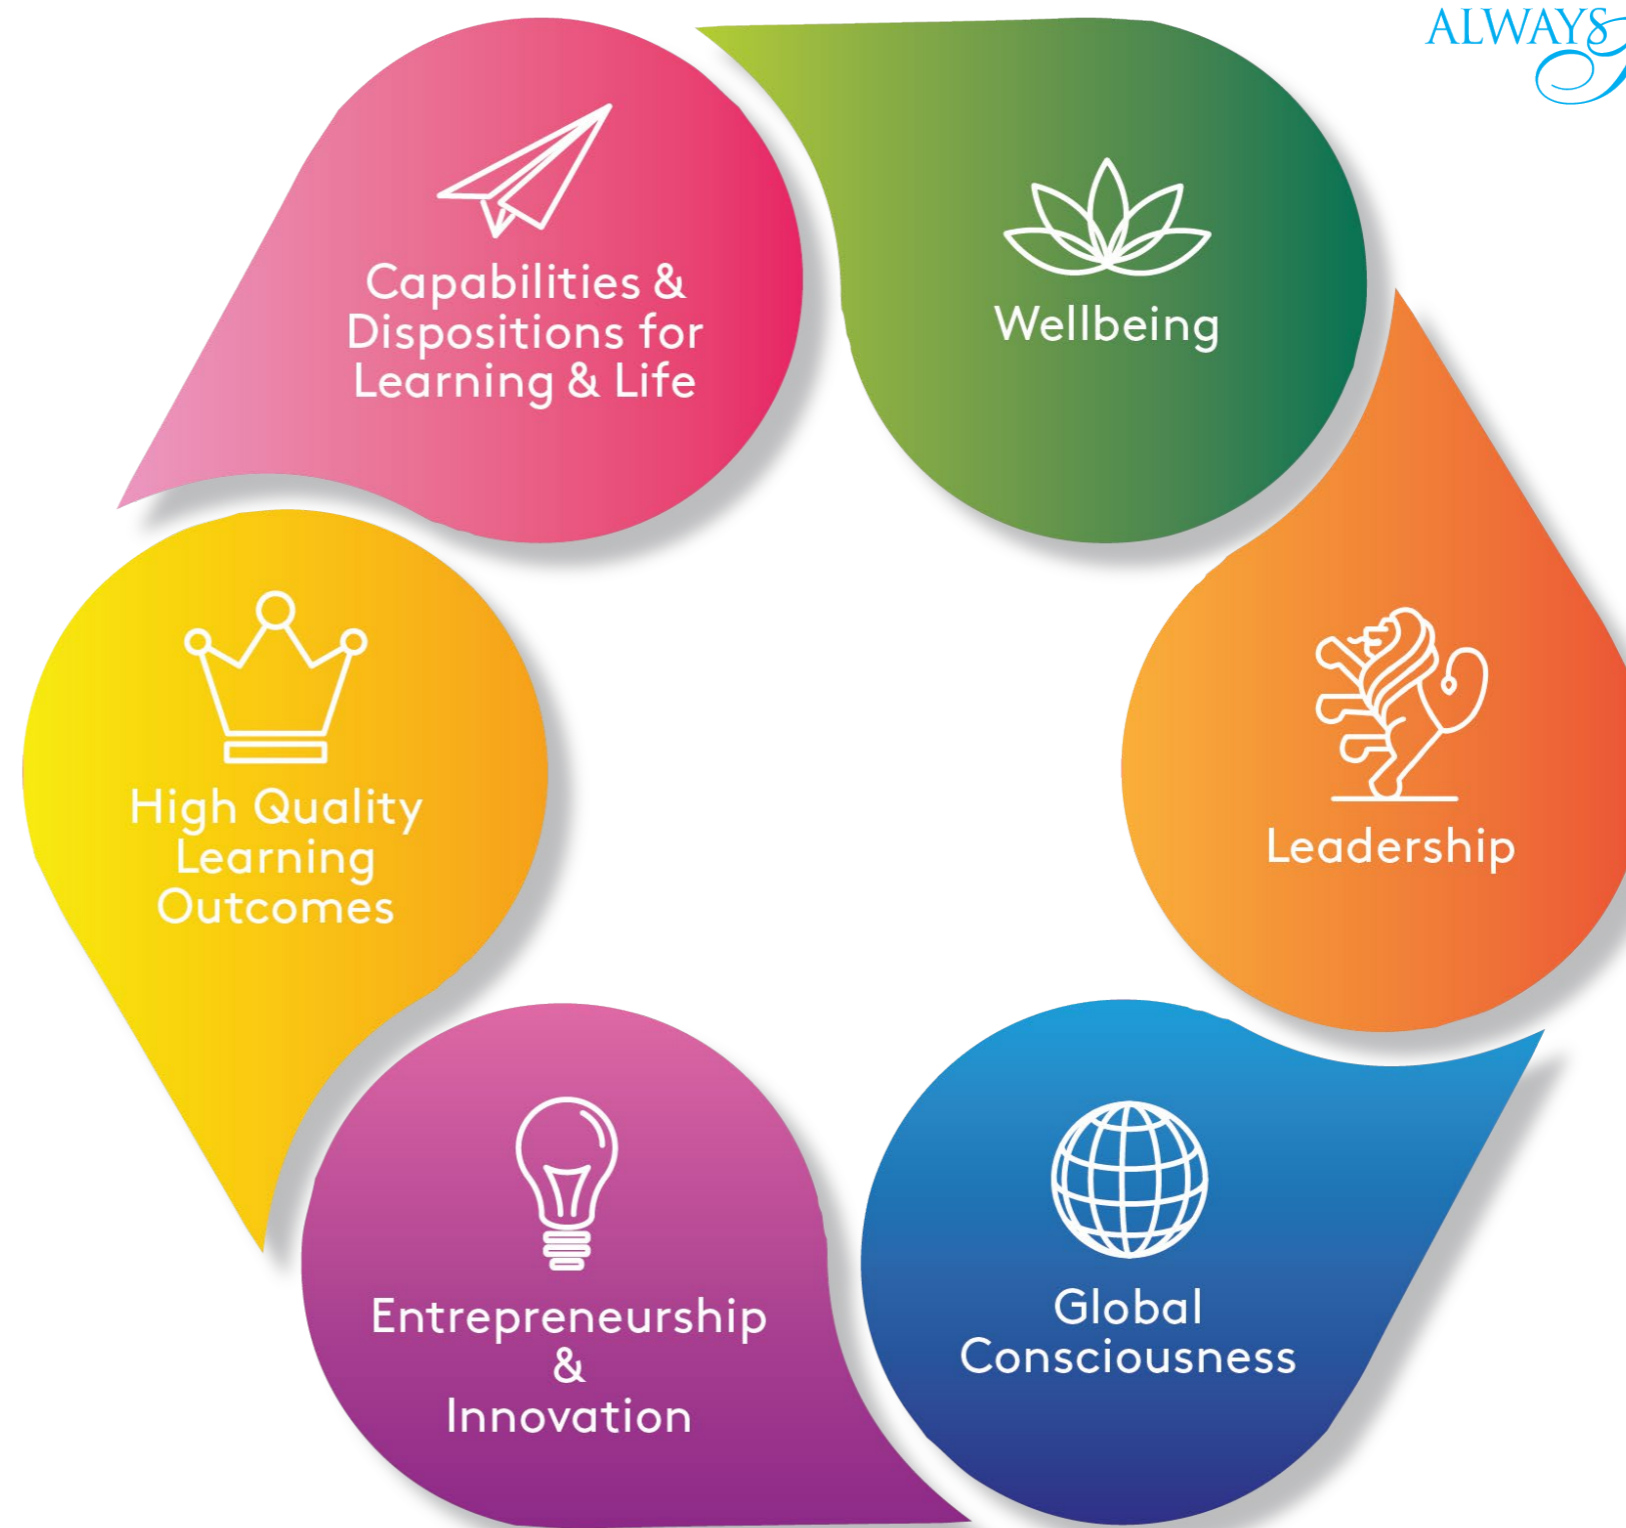 ALWAYS
Capabilities &
Dispositions for
Learning & Life
Wellbeing
Leadership
Global
Consciousness
Entrepreneurship
&
Innovation
High Quality
Learning
Outcomes